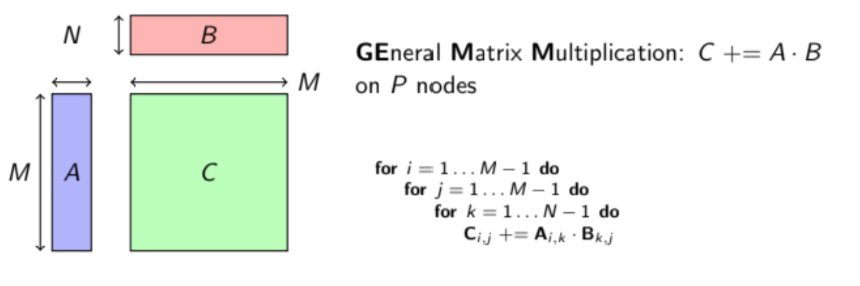 N
B
GEneral Matrix Multiplication: C += A · B
on P nodes
M
M
A
C
for i = 1 . . . M − 1 do
for j = 1 . . . M − 1 do
for k = 1 . . . N − 1 do
C_{i,j} += A_{i,k} · B_{k,j}